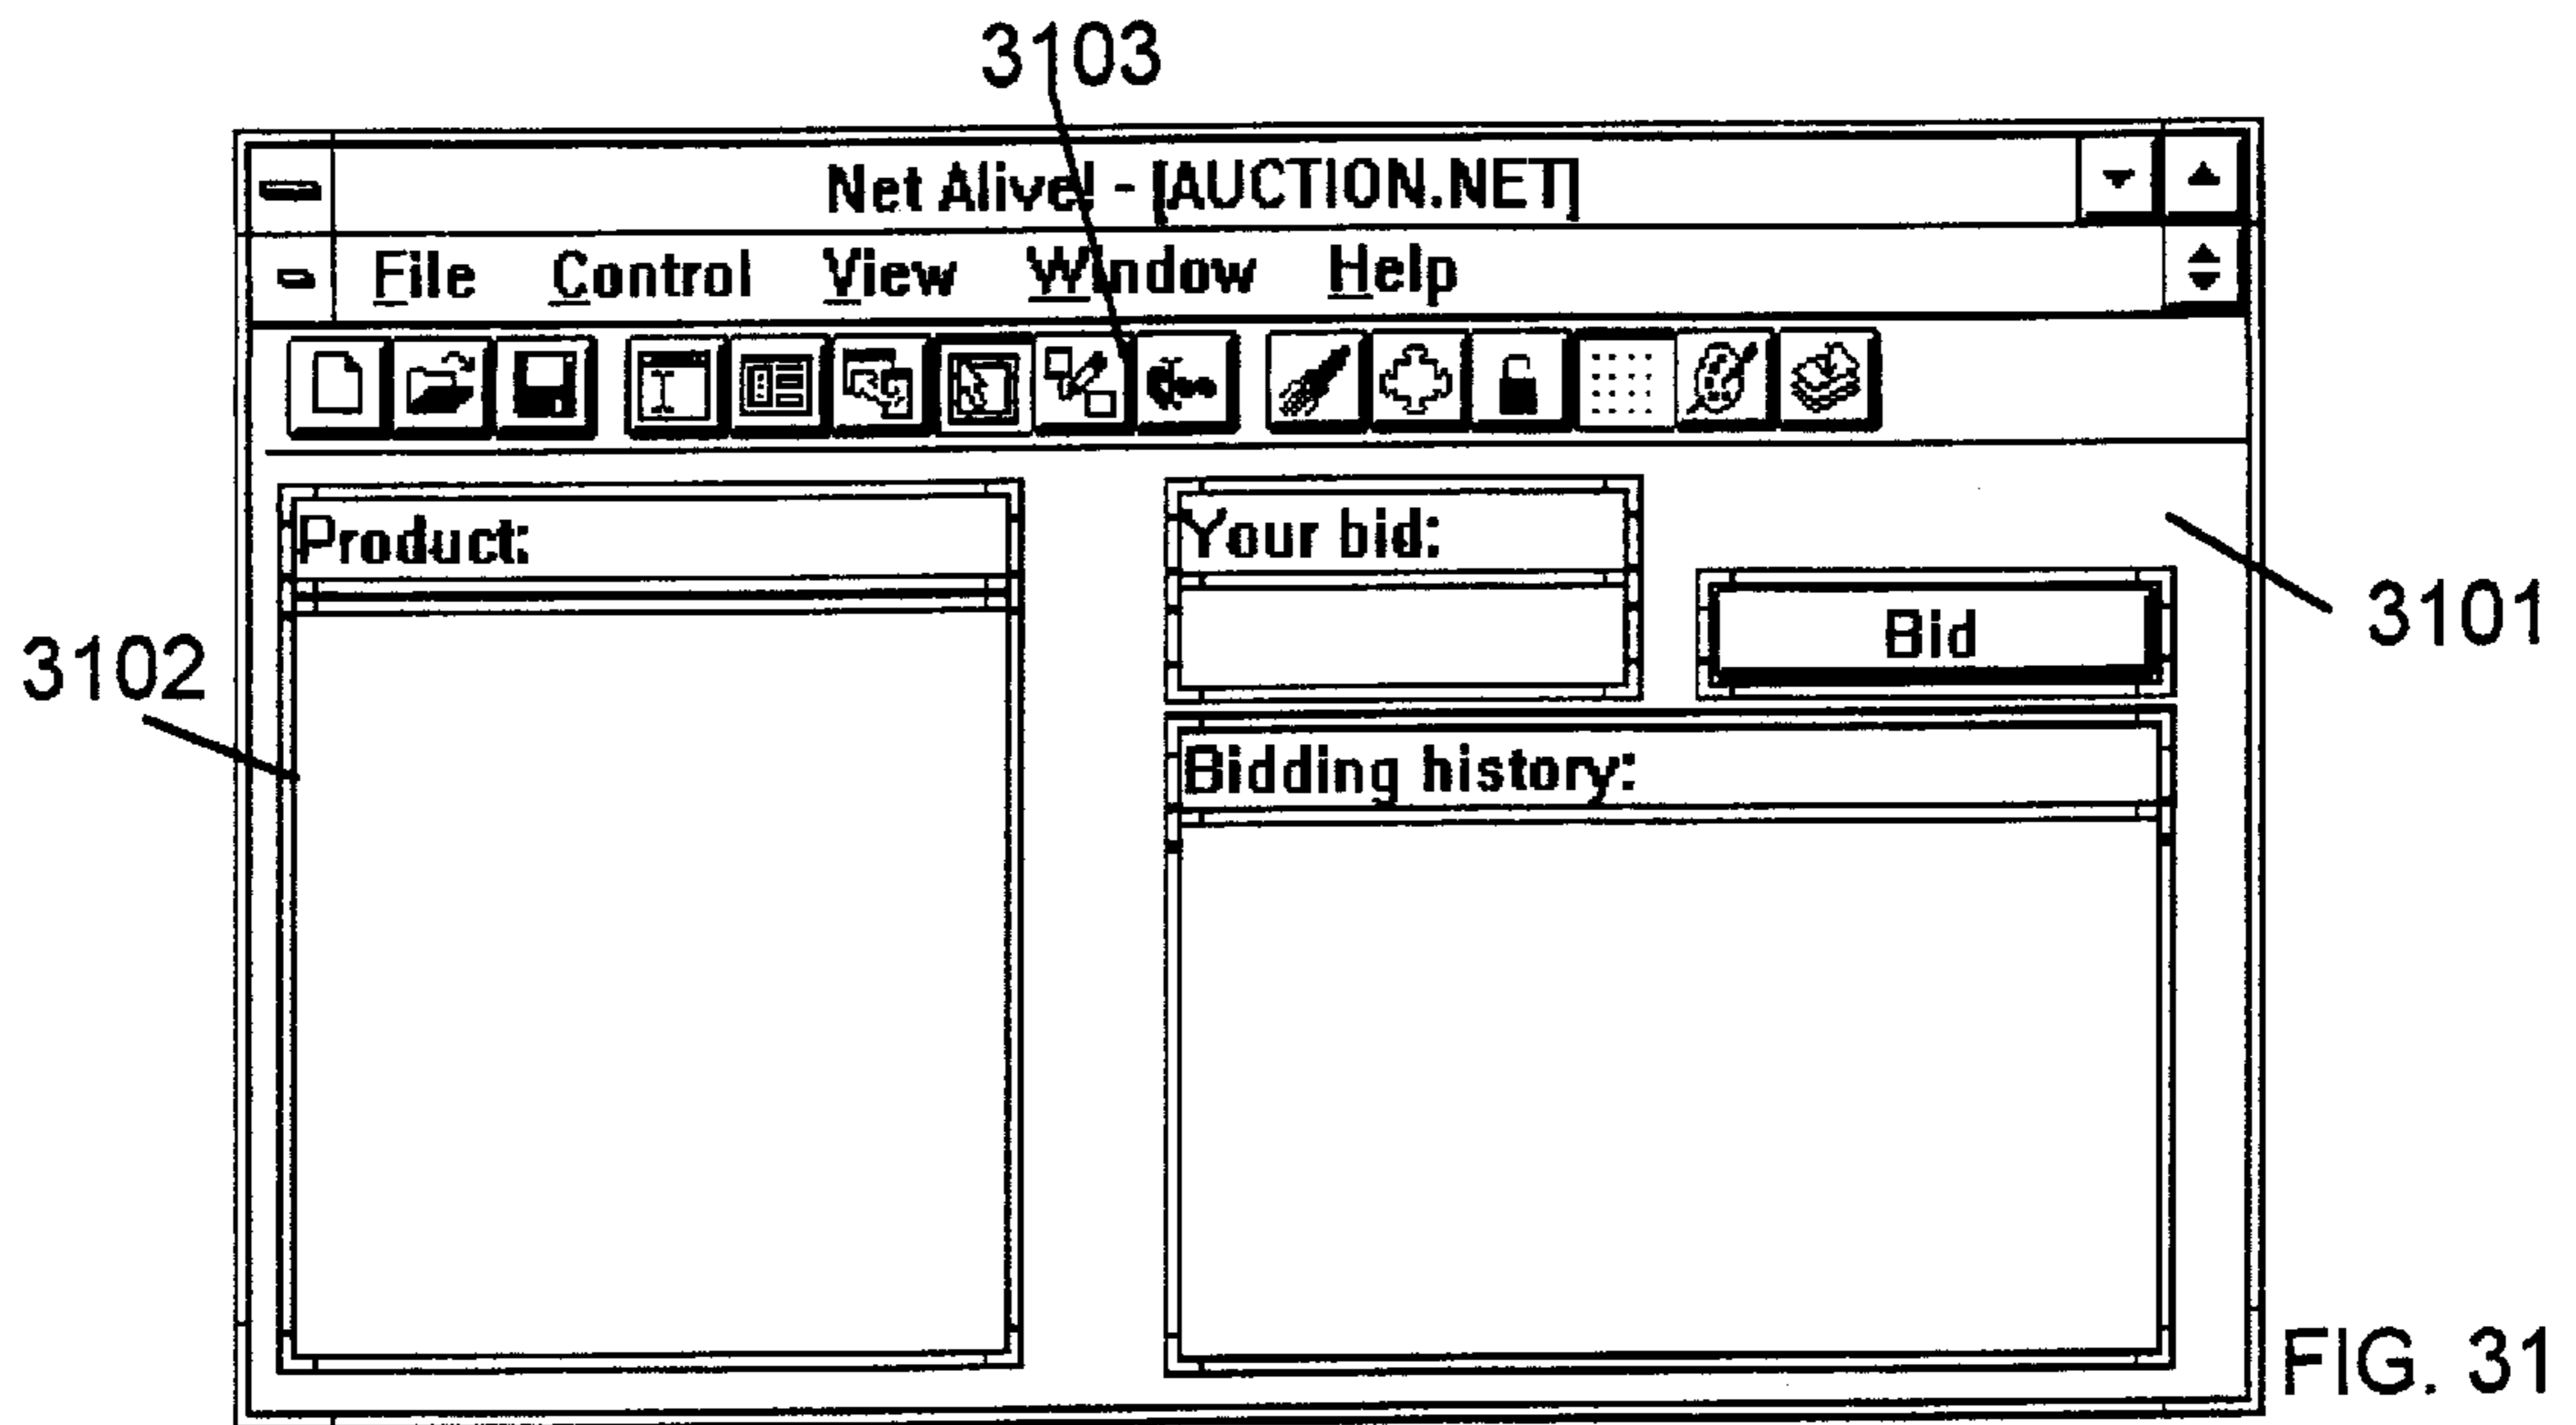 3103
Net Alive! - [AUCTION.NET]
File Control View Window Help
Product:
Your bid:
Bid
3101
3102
Bidding history:
FIG. 31